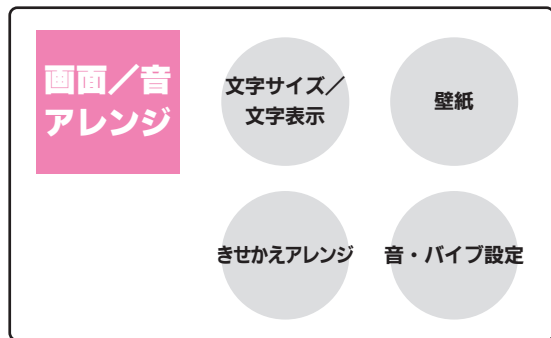 画面／音
アレンジ
文字サイズ／
文字表示
壁紙
きせかえアレンジ
音・バイブ設定